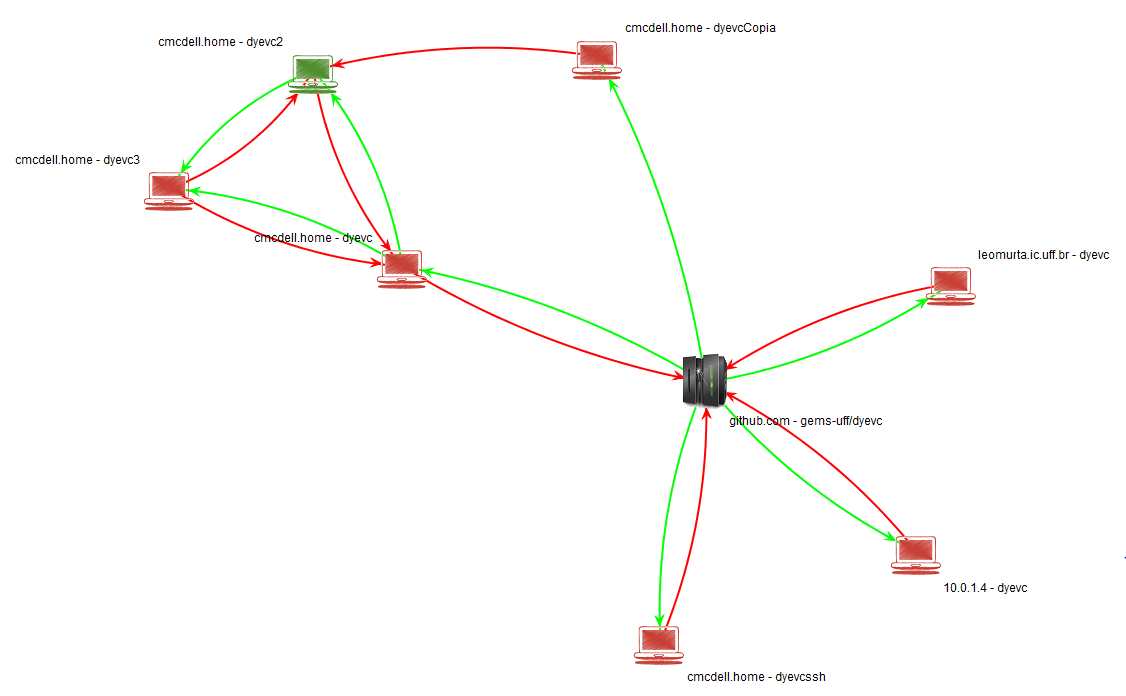 cmcdell.home - dyevcCopia
cmcdell.home - dyevc2
cmcdell.home - dyevc3
cmcdell.home - dyevc
leomurta.ic.uff.br - dyevc
github.com - gems-uff/dyevc
10.0.1.4 - dyevc
cmcdell.home - dyevcssh